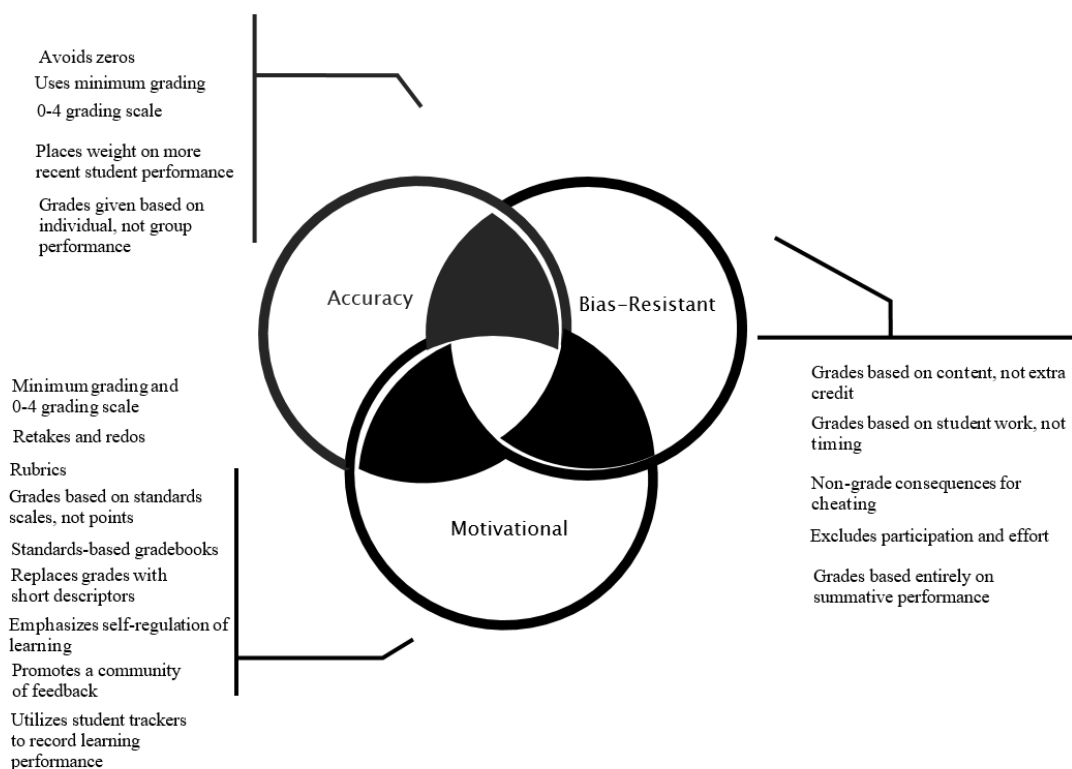 Avoids zeros
Uses minimum grading
0-4 grading scale
Places weight on more
recent student performance
Grades given based on
individual, not group
performance
Accuracy
Bias-Resistant
Motivational
Minimum grading and
0-4 grading scale
Retakes and redos
Rubrics
Grades based on standards
scales, not points
Standards-based gradebooks
Replaces grades with
short descriptors
Emphasizes self-regulation of
learning
Promotes a community
of feedback
Utilizes student trackers
to record learning
performance
Grades based on content, not extra
credit
Grades based on student work, not
timing
Non-grade consequences for
cheating
Excludes participation and effort
Grades based entirely on
summative performance